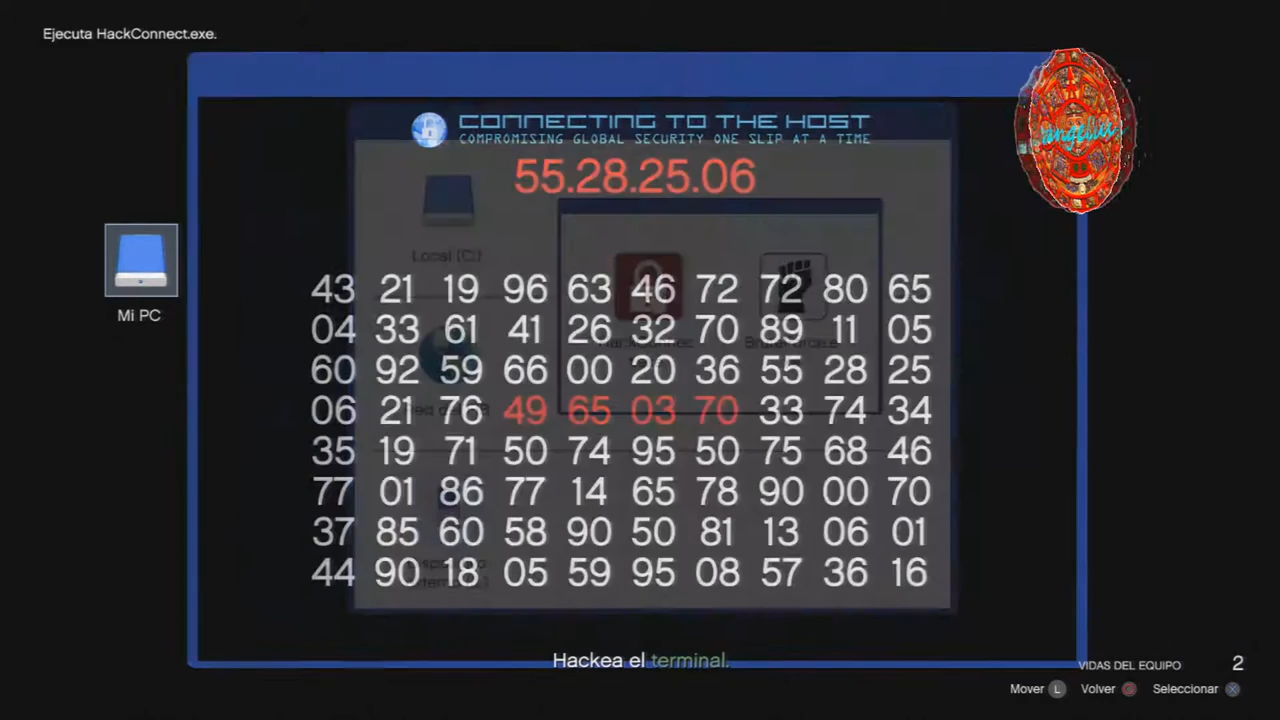 Ejecuta HackConnect.exe.
CONNECTING TO THE HOST
COMPROMISING GLOBAL SECURITY ONE SLIP AT A TIME
angelius
55.28.25.06
Local (C:)
Mi PC
43 21 19 96 63 46 72 72 80 65
04 33 61 41 26 32 70 89 11 05
60 92 59 66 00 20 36 55 28 25
06 21 76 49 65 03 70 33 74 34
35 19 71 50 74 95 50 75 68 46
77 01 86 77 14 65 78 90 00 70
37 85 60 58 90 50 81 13 06 01
44 90 18 05 59 95 08 57 36 16
Hackea el terminal.
VIDAS DEL EQUIPO 2
Mover L Volver Seleccionar X